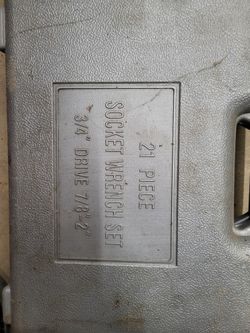 21 PIECE
SOCKET WRENCH SET
3/4" DRIVE 7/8"-2"